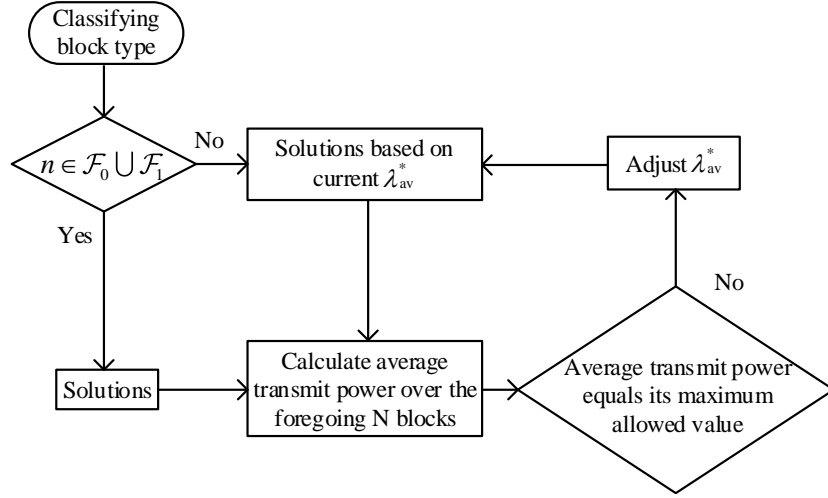 Classifying
block type
n ∈ ℱ₀ ⋃ ℱ₁
No
Yes
Solutions based on
current λ*ₐᵥ
Adjust λ*ₐᵥ
No
Solutions
Calculate average
transmit power over the
foregoing N blocks
Average transmit power
equals its maximum
allowed value